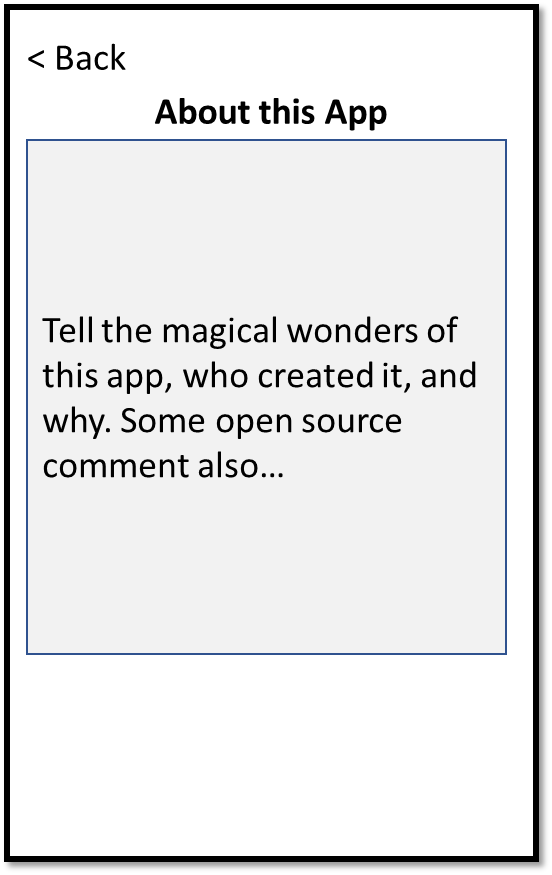 < Back
About this App
Tell the magical wonders of
this app, who created it, and
why. Some open source
comment also...